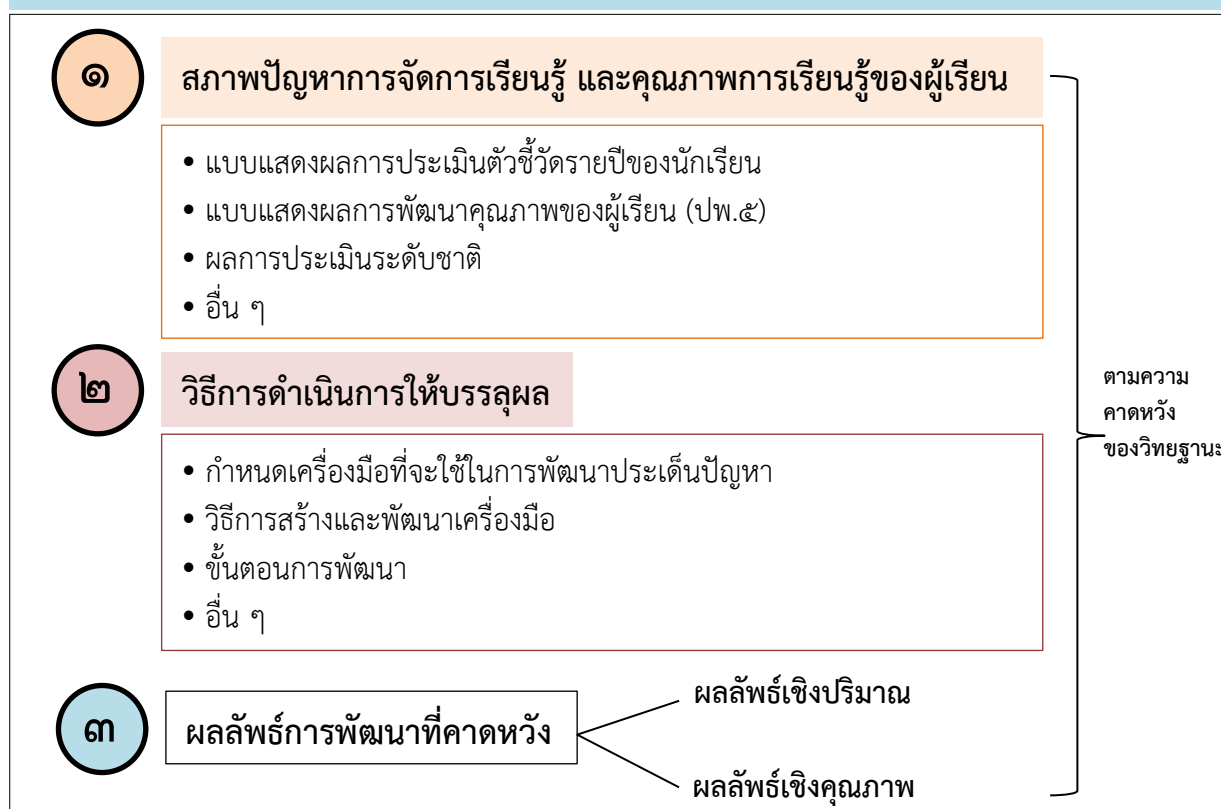 ๑
สภาพปัญหาการจัดการเรียนรู้ และคุณภาพการเรียนรู้ของผู้เรียน
• แบบแสดงผลการประเมินตัวชี้วัดรายปีของนักเรียน
• แบบแสดงผลการพัฒนาคุณภาพของผู้เรียน (ปพ.๕)
• ผลการประเมินระดับชาติ
• อื่น ๆ
๒
วิธีการดำเนินการให้บรรลุผล
• กำหนดเครื่องมือที่จะใช้ในการพัฒนาประเด็นปัญหา
• วิธีการสร้างและพัฒนาเครื่องมือ
• ขั้นตอนการพัฒนา
• อื่น ๆ
๓
ผลลัพธ์การพัฒนาที่คาดหวัง
ผลลัพธ์เชิงปริมาณ
ผลลัพธ์เชิงคุณภาพ
ตามความ
คาดหวัง
ของวิทยฐานะ